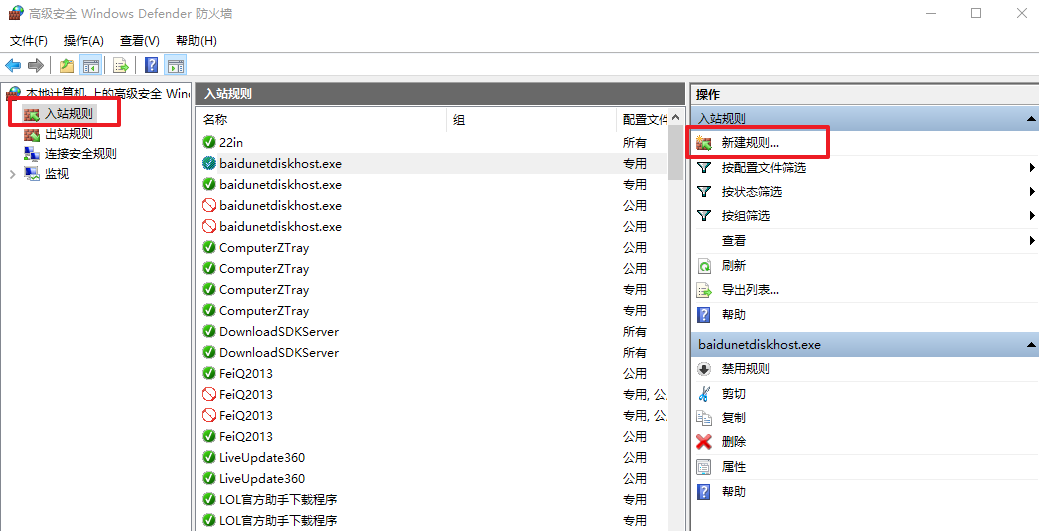 高级安全 Windows Defender 防火墙
文件(F) 操作(A) 查看(V) 帮助(H)
本地计算机 上的高级安全 Win
入站规则
出站规则
连接安全规则
监视
入站规则
名称 组 配置文件
22in 所有
baidunetdiskhost.exe 专用
baidunetdiskhost.exe 专用
baidunetdiskhost.exe 公用
baidunetdiskhost.exe 公用
ComputerZTray 公用
ComputerZTray 公用
ComputerZTray 专用
ComputerZTray 专用
DownloadSDKServer 所有
DownloadSDKServer 所有
FeiQ2013 公用
FeiQ2013 专用, 公
FeiQ2013 专用, 公
FeiQ2013 公用
LiveUpdate360 公用
LiveUpdate360 公用
LOL官方助手下载程序 专用
LOL官方助手下载程序 公用
操作
入站规则
新建规则...
按配置文件筛选
按状态筛选
按组筛选
查看
刷新
导出列表...
帮助
baidunetdiskhost.exe
禁用规则
剪切
复制
删除
属性
帮助